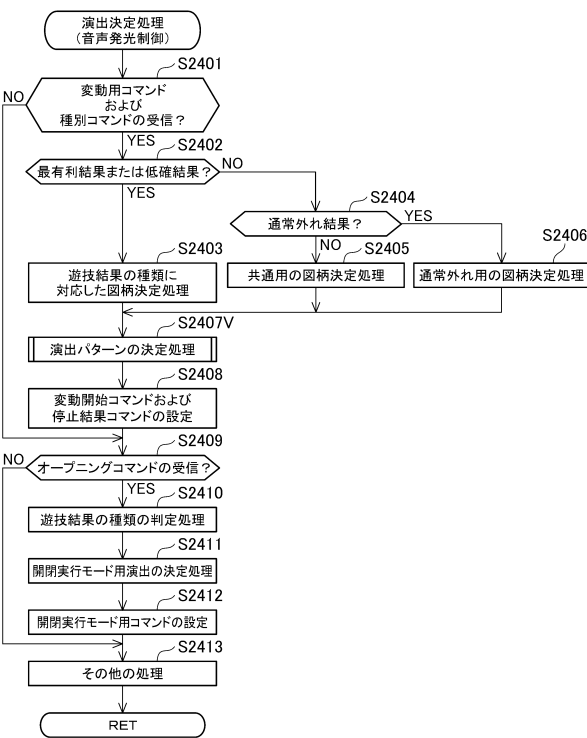 演出決定処理
(音声発光制御)
S2401
NO
変動用コマンド
および
種別コマンドの受信？
YES
S2402
最有利結果または低確結果？
NO
YES
S2404
通常外れ結果？
YES
NO
S2403
遊技結果の種類に
対応した図柄決定処理
S2405
共通用の図柄決定処理
S2406
通常外れ用の図柄決定処理
S2407V
演出パターンの決定処理
S2408
変動開始コマンドおよび
停止結果コマンドの設定
S2409
NO
オープニングコマンドの受信？
YES
S2410
遊技結果の種類の判定処理
S2411
開閉実行モード用演出の決定処理
S2412
開閉実行モード用コマンドの設定
S2413
その他の処理
RET